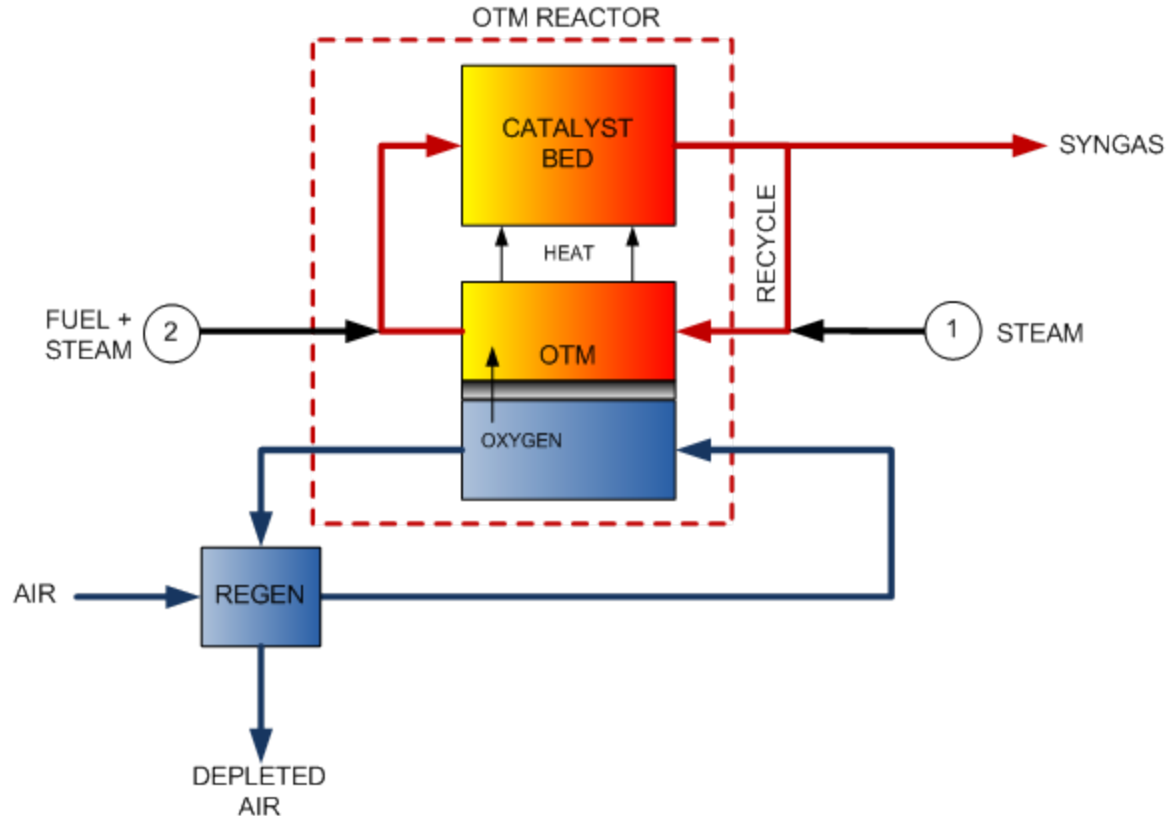 OTM REACTOR
CATALYST
BED
SYNGAS
RECYCLE
HEAT
FUEL +
STEAM
2
1
STEAM
OTM
OXYGEN
AIR
REGEN
DEPLETED
AIR